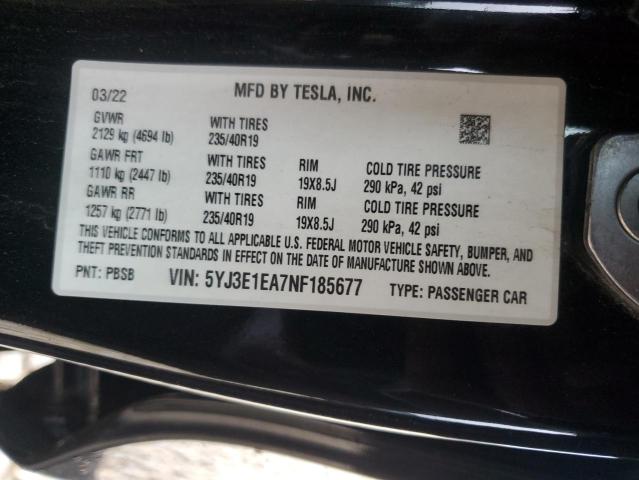 MFD BY TESLA, INC.
03/22
GVWR WITH TIRES
2129 kg (4694 lb) 235/40R19
GAWR FRT WITH TIRES RIM COLD TIRE PRESSURE
1110 kg (2447 lb) 235/40R19 19X8.5J 290 kPa, 42 psi
GAWR RR WITH TIRES RIM COLD TIRE PRESSURE
1257 kg (2771 lb) 235/40R19 19X8.5J 290 kPa, 42 psi
THIS VEHICLE CONFORMS TO ALL APPLICABLE U.S. FEDERAL MOTOR VEHICLE SAFETY, BUMPER, AND
THEFT PREVENTION STANDARDS IN EFFECT ON THE DATE OF MANUFACTURE SHOWN ABOVE.
PNT: PBSB VIN: 5YJ3E1EA7NF185677 TYPE: PASSENGER CAR